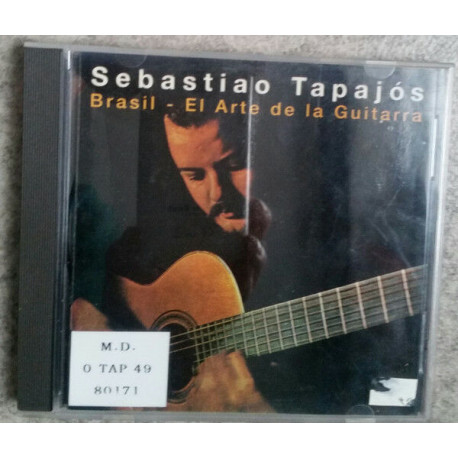 Sebastiao Tapajós
Brasil - El Arte de la Guitarra
M.D.
0 TAP 49
80171